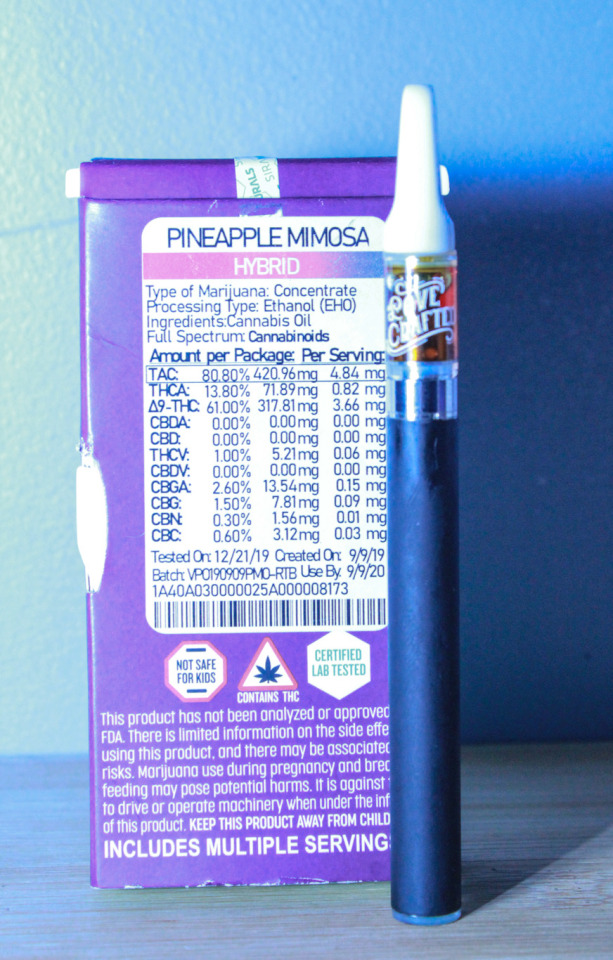 URALS
SIR
PINEAPPLE MIMOSA
HYBRID
Type of Marijuana: Concentrate
Processing Type: Ethanol (EHO)
Ingredients:Cannabis Oil
Full Spectrum: Cannabinoids
Amount per Package: Per Serving:
TAC: 80.80% 420.96mg 4.84 mg
THCA: 13.80% 71.89mg 0.82 mg
Δ9-THC: 61.00% 317.81mg 3.66 mg
CBDA: 0.00% 0.00mg 0.00 mg
CBD: 0.00% 0.00mg 0.00 mg
THCV: 1.00% 5.21mg 0.06 mg
CBDV: 0.00% 0.00mg 0.00 mg
CBGA: 2.60% 13.54mg 0.15 mg
CBG: 1.50% 7.81mg 0.09 mg
CBN: 0.30% 1.56mg 0.01 mg
CBC: 0.60% 3.12mg 0.03 mg
Tested On: 12/21/19 Created On: 9/9/19
Batch: VP0190909PMO-RTB Use By: 9/9/20
1A40A030000025A000008173
NOT SAFE
FOR KIDS
CONTAINS THC
CERTIFIED
LAB TESTED
This product has not been analyzed or approved
FDA. There is limited information on the side effe
using this product, and there may be associated
risks. Marijuana use during pregnancy and brea
feeding may pose potential harms. It is against
to drive or operate machinery when under the inf
of this product. KEEP THIS PRODUCT AWAY FROM CHILD
INCLUDES MULTIPLE SERVING
CRAFTED